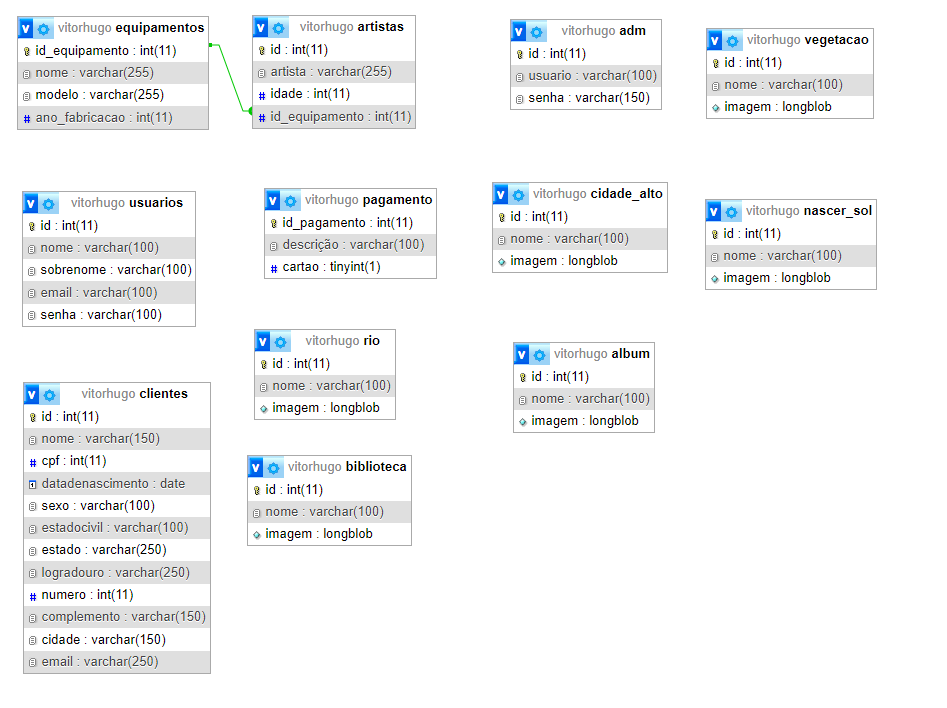 v vitorhugo equipamentos
id_equipamento : int(11)
nome : varchar(255)
modelo : varchar(255)
# ano_fabricacao : int(11)
v vitorhugo artistas
id : int(11)
artista : varchar(255)
# idade : int(11)
# id_equipamento : int(11)
v vitorhugo adm
id : int(11)
usuario : varchar(100)
senha : varchar(150)
v vitorhugo vegetacao
id : int(11)
nome : varchar(100)
imagem : longblob
v vitorhugo usuarios
id : int(11)
nome : varchar(100)
sobrenome : varchar(100)
email : varchar(100)
senha : varchar(100)
v vitorhugo pagamento
id_pagamento : int(11)
descrição : varchar(100)
# cartao : tinyint(1)
v vitorhugo cidade_alto
id : int(11)
nome : varchar(100)
imagem : longblob
v vitorhugo nascer_sol
id : int(11)
nome : varchar(100)
imagem : longblob
v vitorhugo rio
id : int(11)
nome : varchar(100)
imagem : longblob
v vitorhugo album
id : int(11)
nome : varchar(100)
imagem : longblob
v vitorhugo clientes
id : int(11)
nome : varchar(150)
# cpf : int(11)
datadenascimento : date
sexo : varchar(100)
estadocivil : varchar(100)
estado : varchar(250)
logradouro : varchar(250)
# numero : int(11)
complemento : varchar(150)
cidade : varchar(150)
email : varchar(250)
v vitorhugo biblioteca
id : int(11)
nome : varchar(100)
imagem : longblob